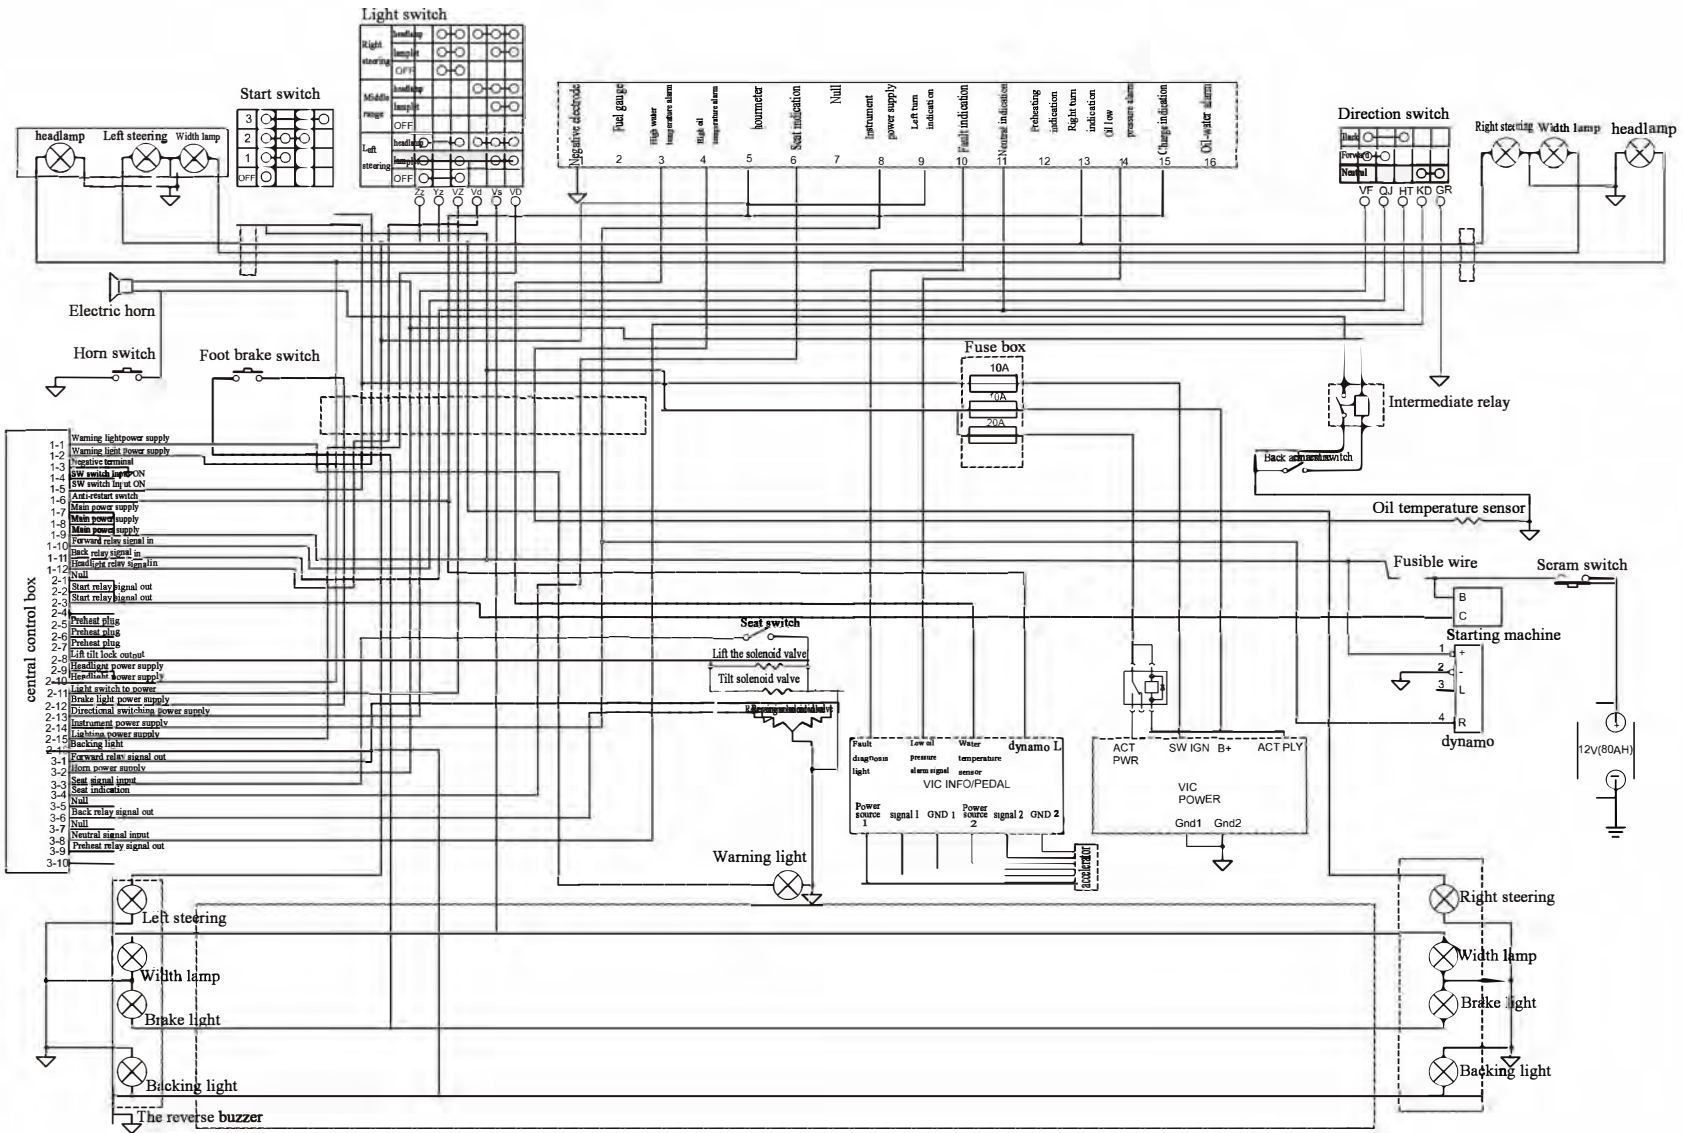 Light switch
Right steering
headlamp
lamplet
OFF
Middle range
headlamp
lamplet
OFF
Left steering
headlamp
lamplet
OFF
Zz Yz VZ Vd Vs VD
Start switch
3
2
1
OFF
headlamp Left steering Width lamp
Negative electrode
Fuel gauge
High water temperature alarm
High oil temperature alarm
hourmeter
Seat indication
Null
Instrument power supply
Left turn indication
Fault indication
Neutral indication
Preheating indication
Right turn indication
Oil low pressure alarm
Charge indication
Oil-water alarm
2 3 4 5 6 7 8 9 10 11 12 13 14 15 16
Direction switch
Back
Forward
Neutral
VF QJ HT KD GR
Right steering Width lamp headlamp
Electric horn
Horn switch
Foot brake switch
Fuse box
10A
10A
20A
Intermediate relay
Back switch
Oil temperature sensor
Fusible wire
Scram switch
B
C
Starting machine
1 +
2 -
3 L
4 R
dynamo
12V(80AH)
+
-
central control box
1-1 Warning lightpower supply
1-2 Warning light power supply
1-3 Negative terminal
1-4 SW switch Input ON
1-5 SW switch Input ON
1-6 Anti-restart switch
1-7 Main power supply
1-8 Main power supply
1-9 Main power supply
1-10 Forward relay signal in
1-11 Back relay signal in
1-12 Headlight relay signalin
2-1 Null
2-2 Start relay signal out
2-3 Start relay signal out
2-4
2-5 Preheat plug
2-6 Preheat plug
2-7 Preheat plug
2-8 Lift tilt lock outout
2-9 Headlight power supply
2-10 Headlight power supply
2-11 Light switch to power
2-12 Brake light power supply
2-13 Directional switching power supply
2-14 Instrument power supply
2-15 Lighting power supply
2-16 Backing light
3-1 Forward relay signal out
3-2 Horn power supply
3-3 Seat signal input
3-4 Seat indication
3-5 Null
3-6 Back relay signal out
3-7 Null
3-8 Neutral signal input
3-9 Preheat relay signal out
3-10
Seat switch
Lift the solenoid valve
Tilt solenoid valve
Warning light
Fault diagnosis light
Low oil pressure alarm signal
Water temperature sensor
dynamo L
VIC INFO/PEDAL
Power source 1
signal 1
GND 1
Power source 2
signal 2
GND 2
accelerator
ACT PWR
SW IGN
B+
ACT PLY
VIC POWER
Gnd1 Gnd2
Left steering
Width lamp
Brake light
Backing light
The reverse buzzer
Right steering
Width lamp
Brake light
Backing light